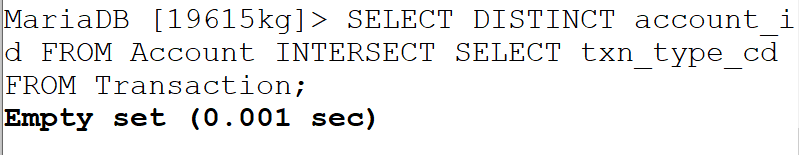 MariaDB [19615kg]> SELECT DISTINCT account_i
d FROM Account INTERSECT SELECT txn_type_cd
FROM Transaction;
Empty set (0.001 sec)